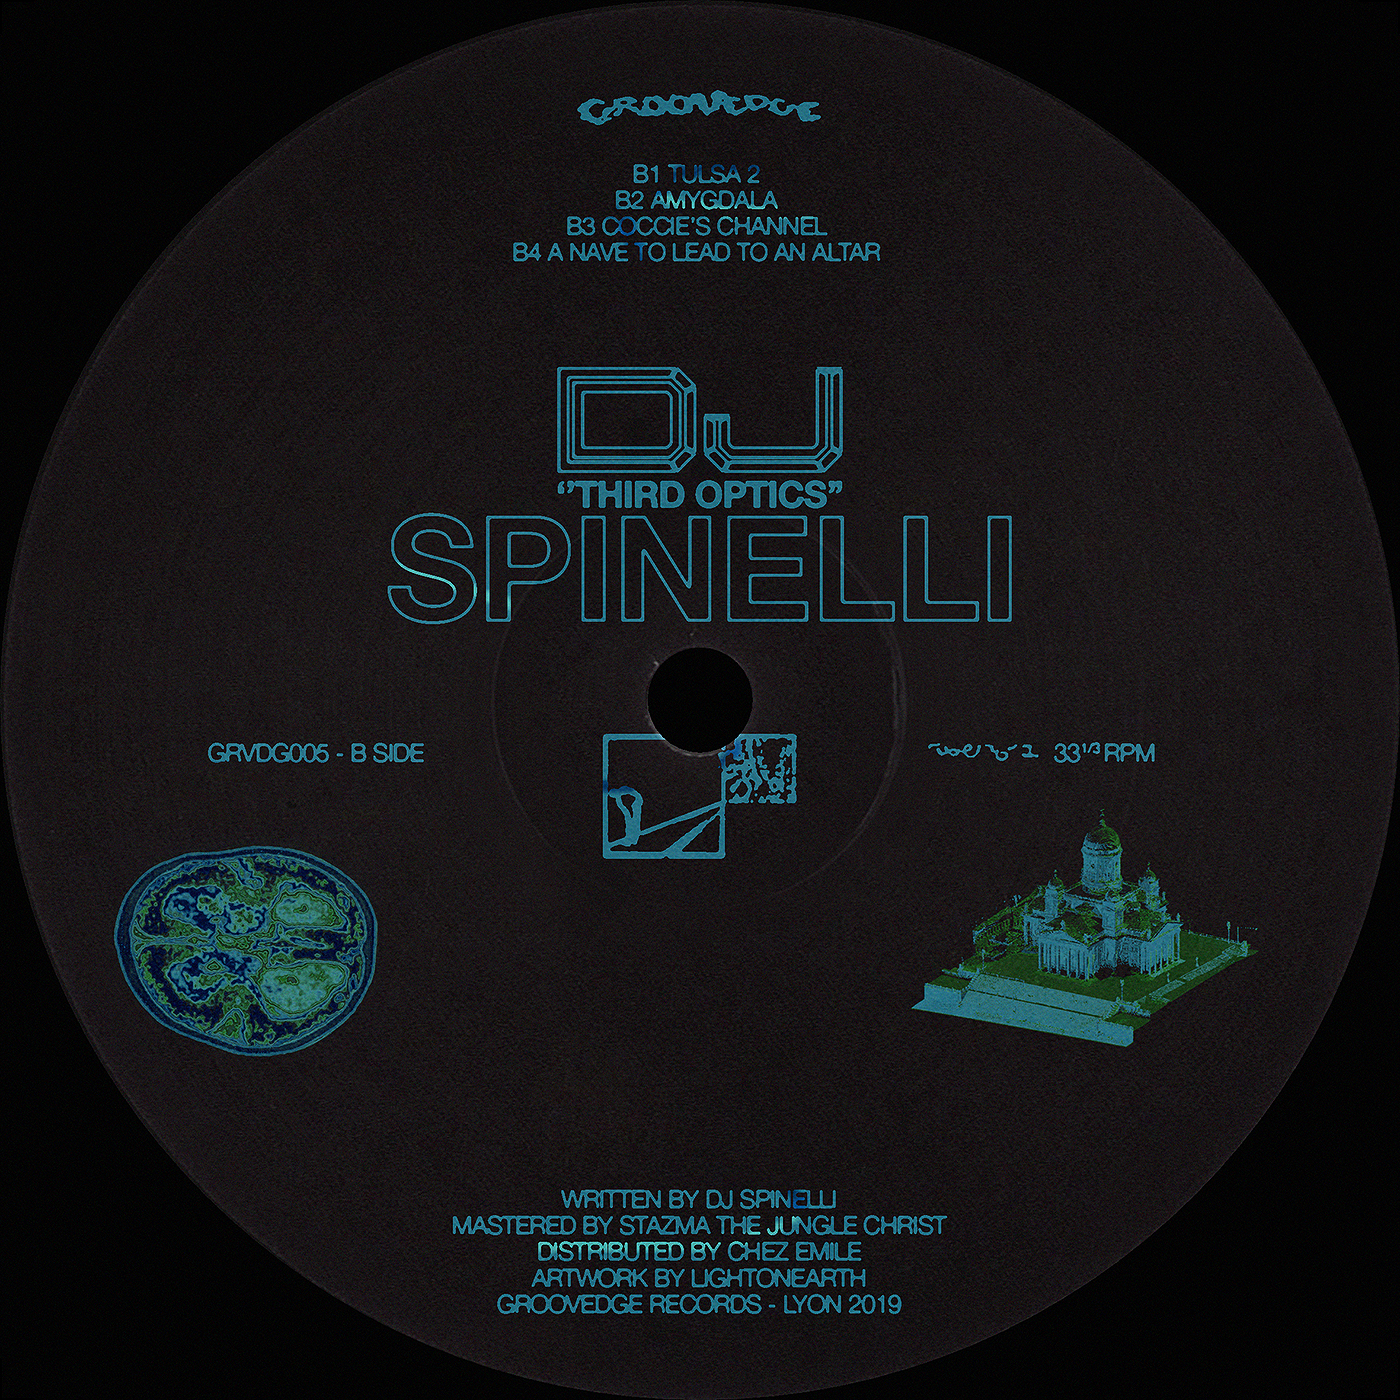 GROOVEDGE
B1 TULSA 2
B2 AMYGDALA
B3 COCCIE'S CHANNEL
B4 A NAVE TO LEAD TO AN ALTAR
DJ
“THIRD OPTICS”
SPINELLI
GRVDG005 - B SIDE
33 1/3 RPM
WRITTEN BY DJ SPINELLI
MASTERED BY STAZMA THE JUNGLE CHRIST
DISTRIBUTED BY CHEZ EMILE
ARTWORK BY LIGHTONEARTH
GROOVEDGE RECORDS - LYON 2019